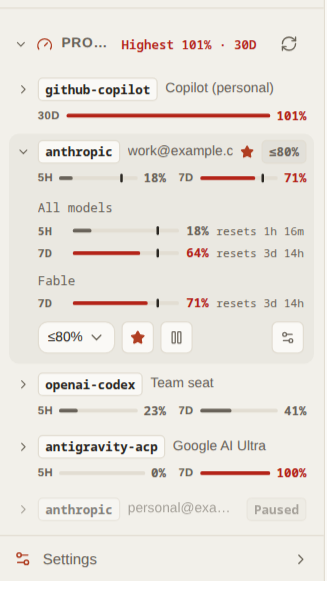 PRO... Highest 101% · 30D
github-copilot Copilot (personal)
30D 101%
anthropic work@example.c ≤80%
5H 18% 7D 71%
All models
5H 18% resets 1h 16m
7D 64% resets 3d 14h
Fable
7D 71% resets 3d 14h
≤80%
openai-codex Team seat
5H 23% 7D 41%
antigravity-acp Google AI Ultra
5H 0% 7D 100%
anthropic personal@exa... Paused
Settings